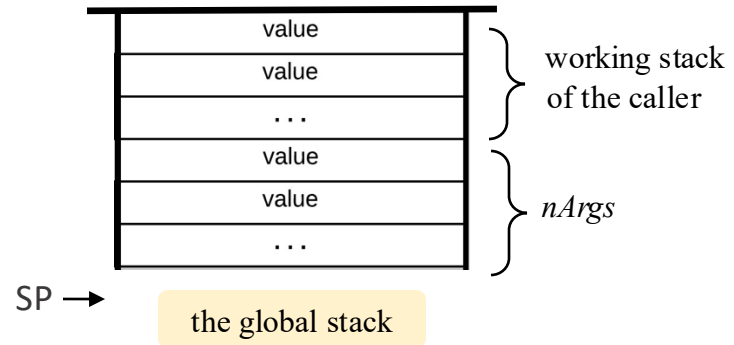 value
value
...
value
value
...
working stack
of the caller
nArgs
SP
the global stack